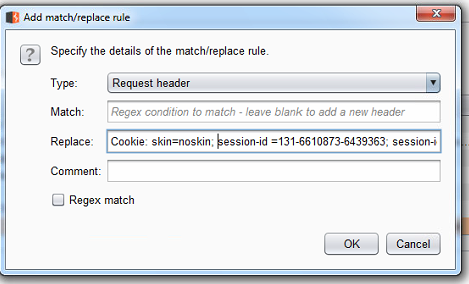 Add match/replace rule
Specify the details of the match/replace rule.
Type: Request header
Match: Regex condition to match - leave blank to add a new header
Replace: Cookie: skin=noskin; session-id =131-6610873-6439363; session-i
Comment:
Regex match
OK Cancel